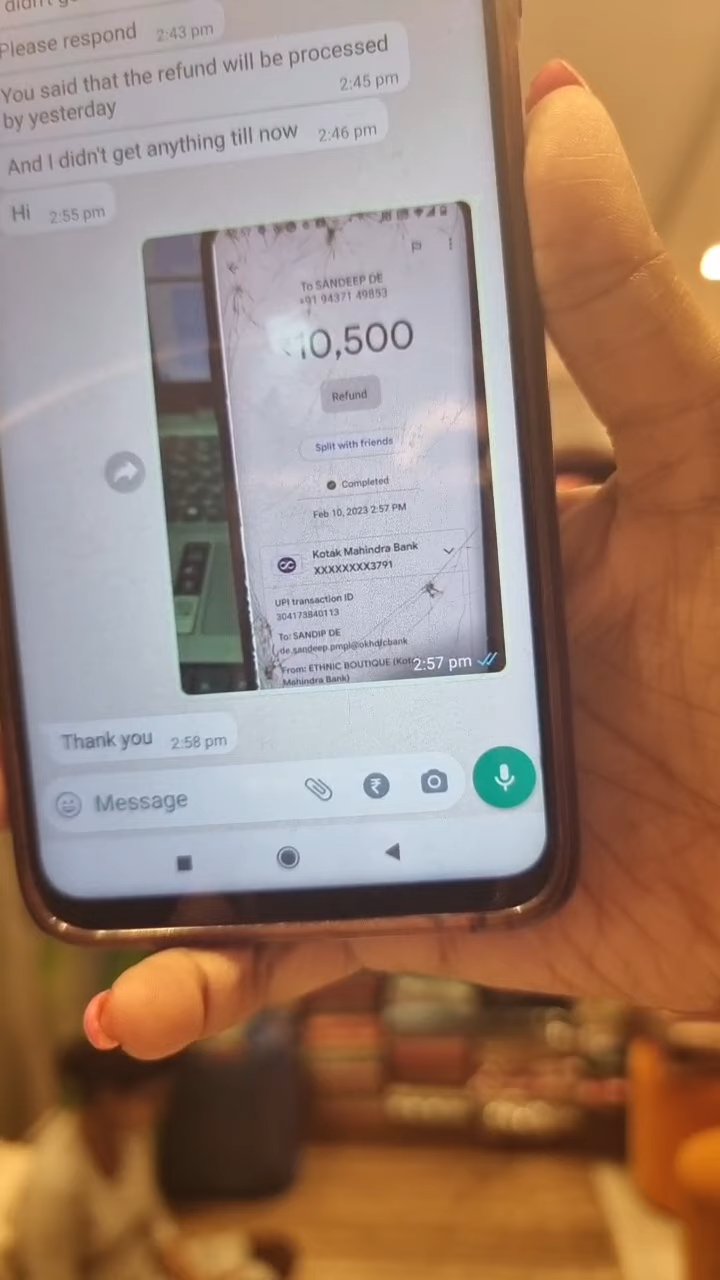 Please respond 2:43 pm
You said that the refund will be processed
by yesterday 2:45 pm
And I didn't get anything till now 2:46 pm
Hi 2:55 pm
To SANDEEP DE
+91 94371 49853
₹10,500
Refund
Split with friends
Completed
Feb 10, 2023 2:57 PM
Kotak Mahindra Bank
XXXXXXXX3791
UPI transaction ID
304173840113
To: SANDIP DE
de.sandeep.pmpl@okhdfcbank
From: ETHNIC BOUTIQUE (Kot
Mahindra Bank)
2:57 pm
Thank you 2:58 pm
Message